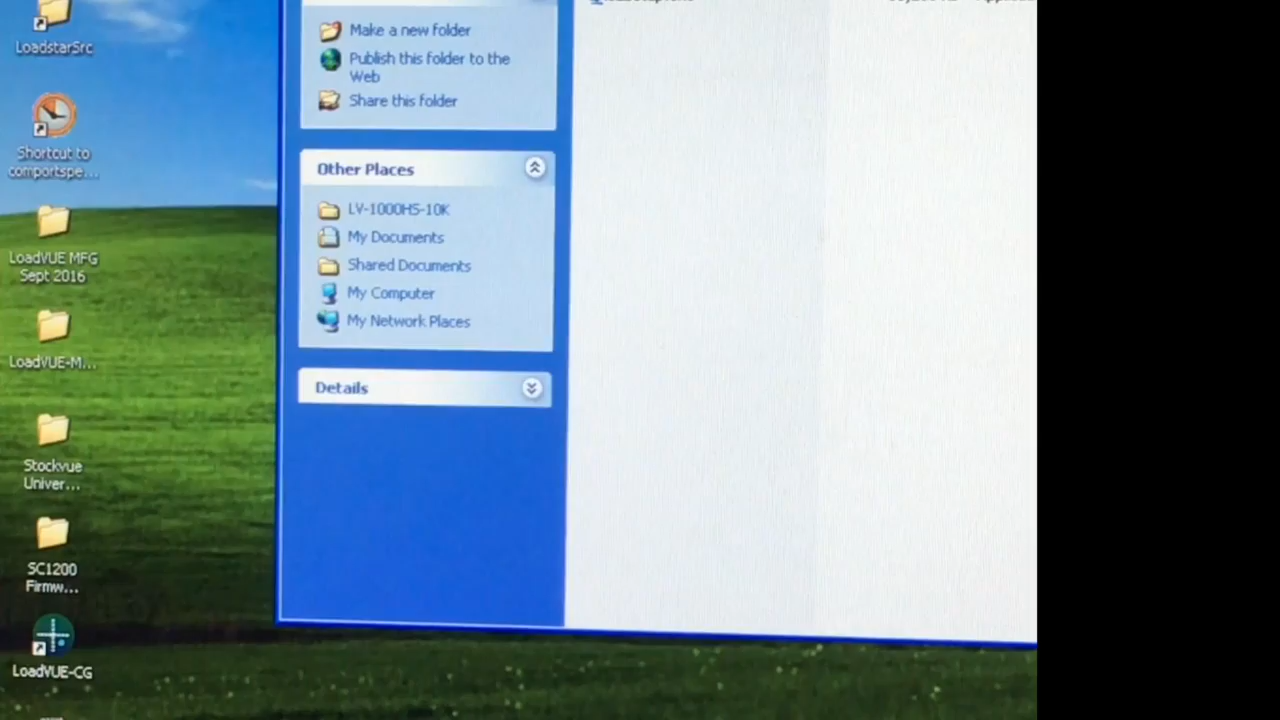 LoadstarSrc
Shortcut to
comportspe...
LoadVUE MFG
Sept 2016
LoadVUE-M...
Stockvue
Univer...
SC1200
Firmw...
LoadVUE-CG
Make a new folder
Publish this folder to the
Web
Share this folder
Other Places
LV-1000HS-10K
My Documents
Shared Documents
My Computer
My Network Places
Details